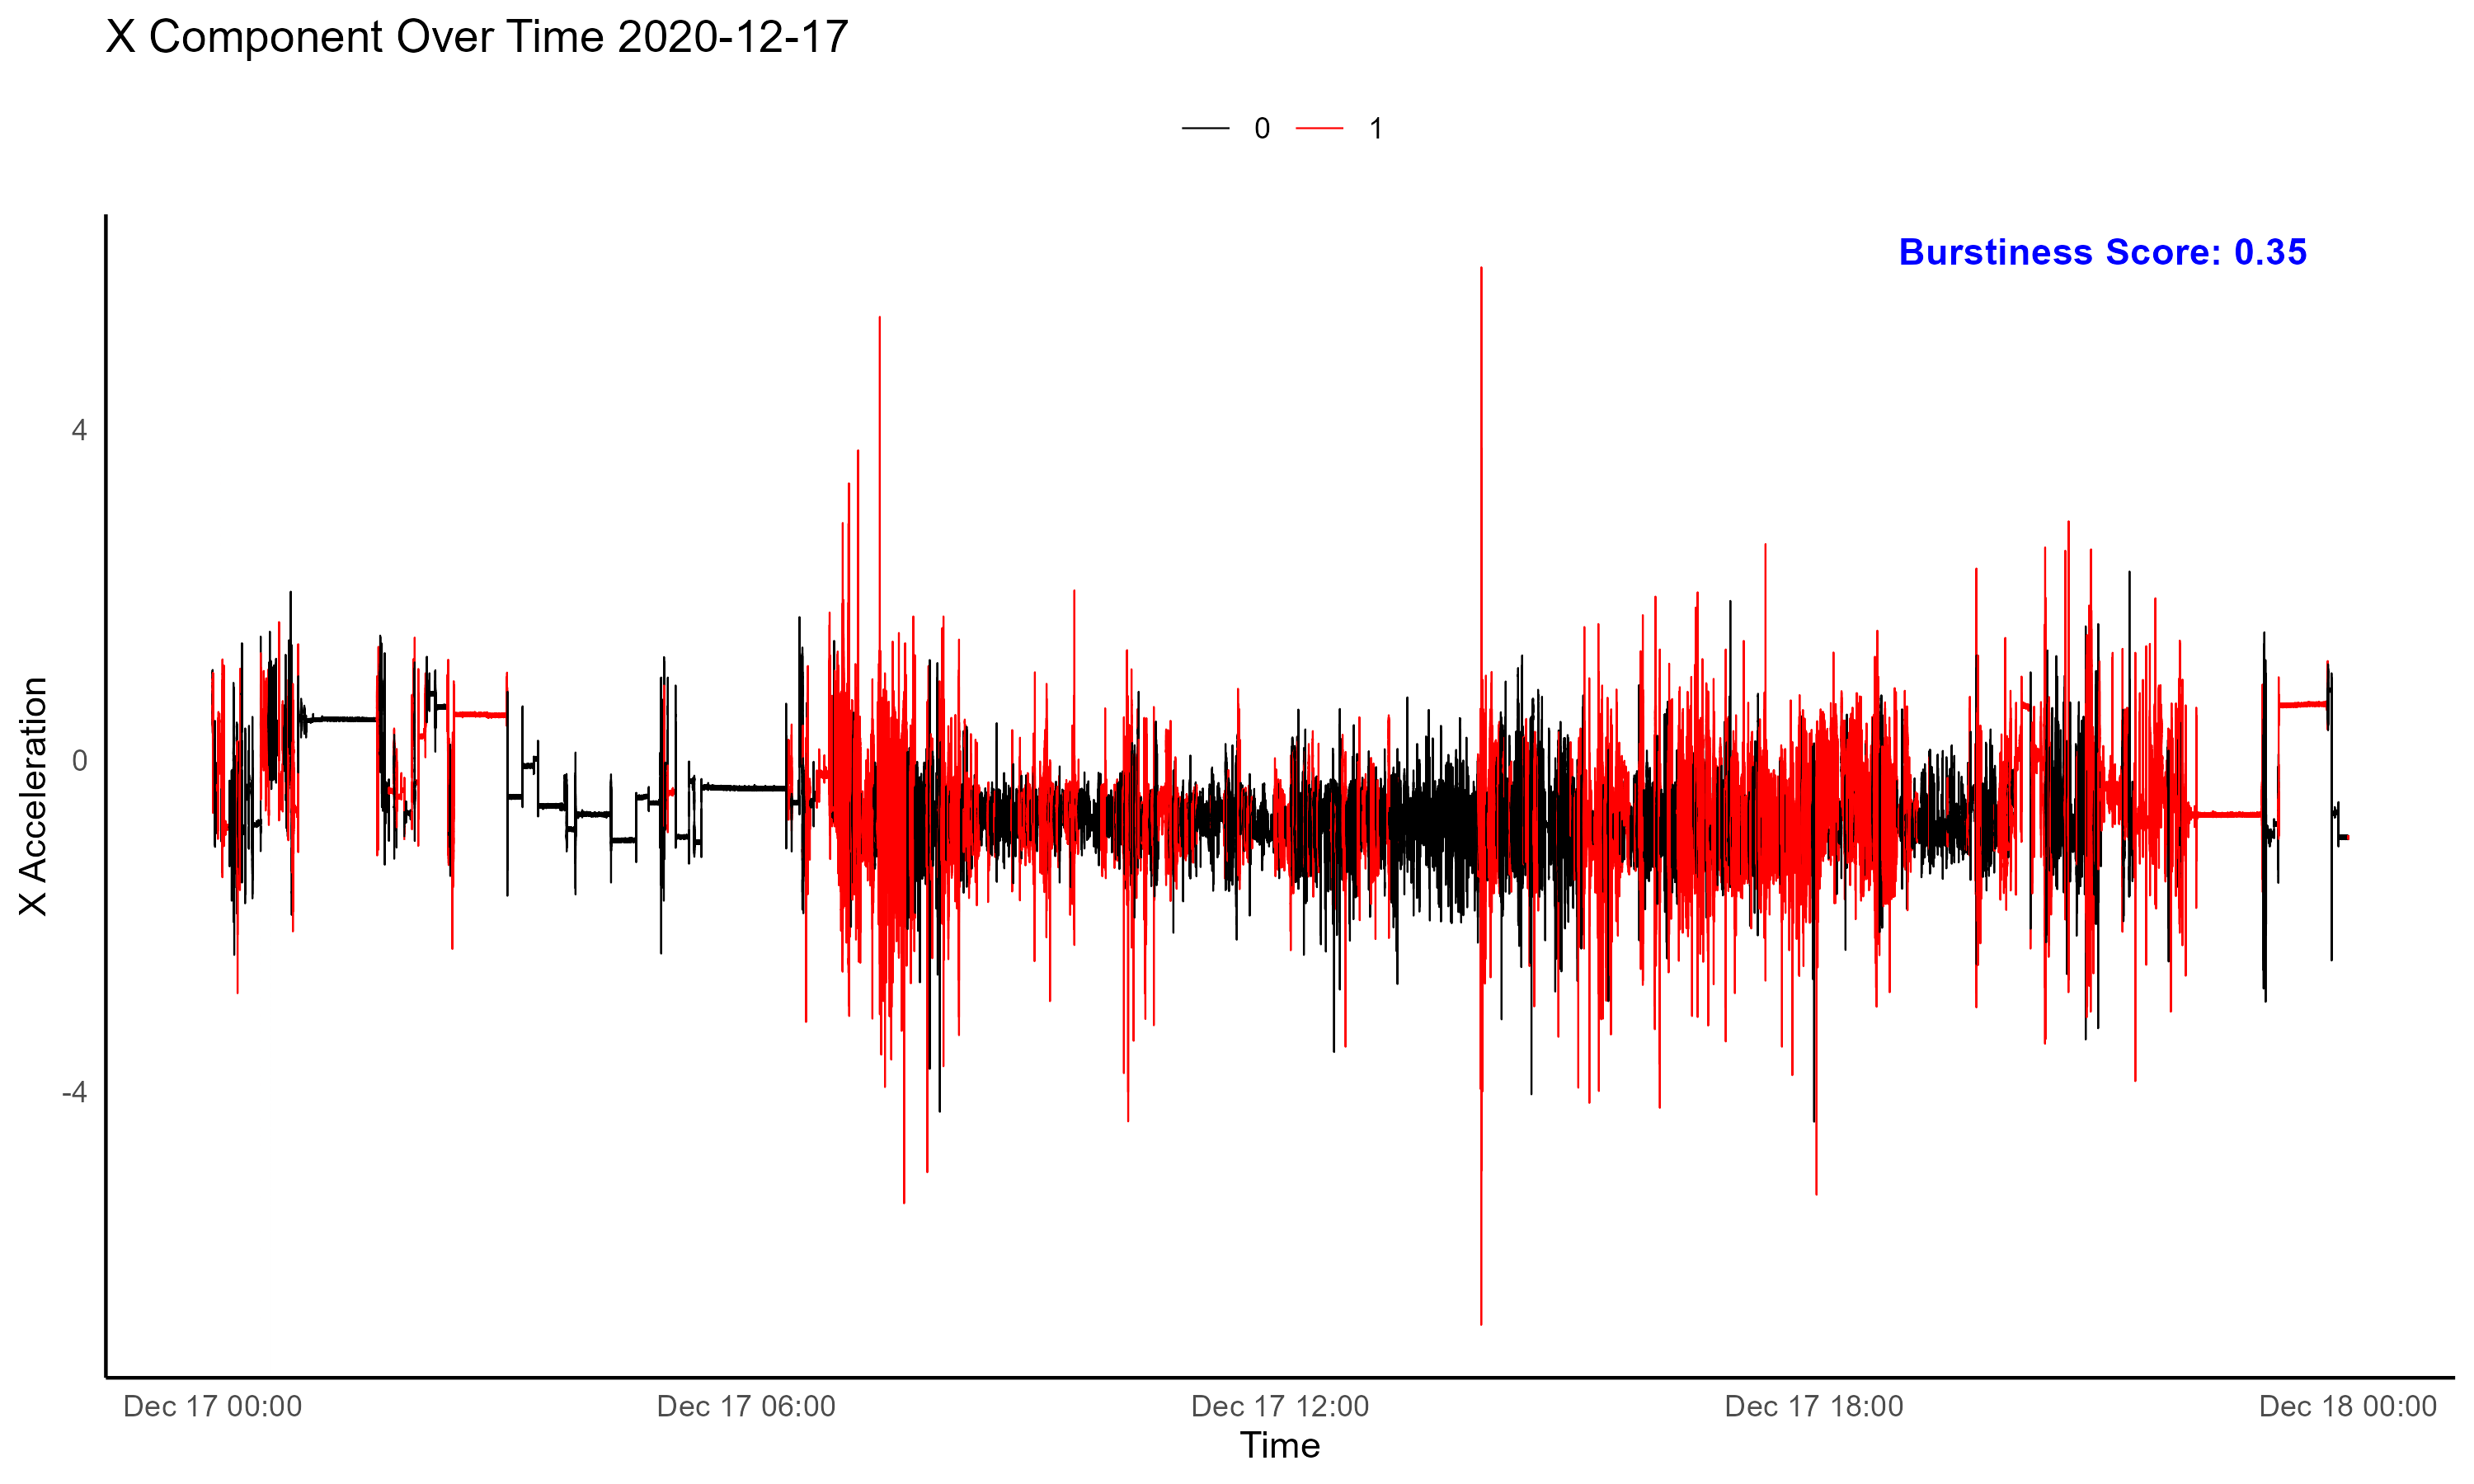 X Component Over Time 2020-12-17
0 1
Burstiness Score: 0.35
4
0
-4
X Acceleration
Dec 17 00:00 Dec 17 06:00 Dec 17 12:00 Dec 17 18:00 Dec 18 00:00
Time